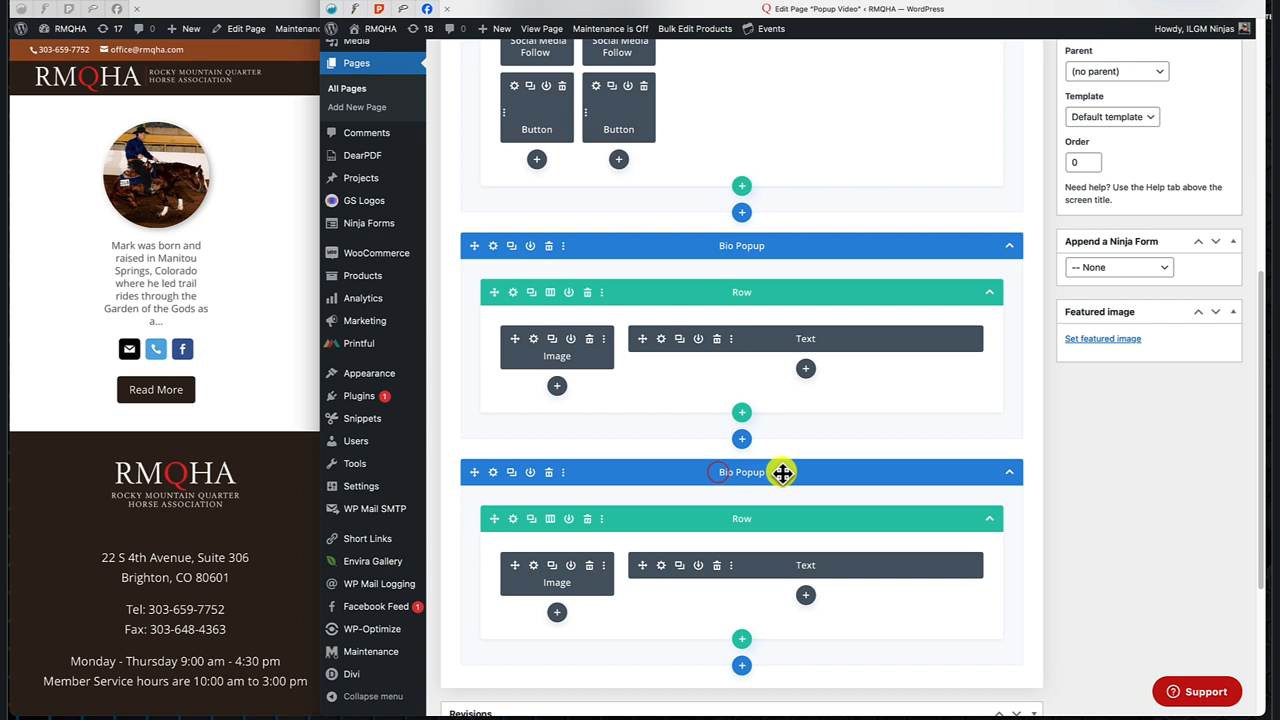 RMQHA 17 0 New Edit Page Maintenance
303-659-7752 office@rmqha.com
RMQHA ROCKY MOUNTAIN QUARTER
HORSE ASSOCIATION
Mark was born and
raised in Manitou
Springs, Colorado
where he led trail
rides through the
Garden of the Gods as
a...
Read More
RMQHA
ROCKY MOUNTAIN QUARTER
HORSE ASSOCIATION
22 S 4th Avenue, Suite 306
Brighton, CO 80601
Tel: 303-659-7752
Fax: 303-648-4363
Monday - Thursday 9:00 am - 4:30 pm
Member Service hours are 10:00 am to 3:00 pm
Edit Page “Popup Video” ‹ RMQHA — WordPress
RMQHA 18 0 New View Page Maintenance is Off Bulk Edit Products Events Howdy, ILGM Ninjas
Media
Pages
All Pages
Add New Page
Comments
DearPDF
Projects
GS Logos
Ninja Forms
WooCommerce
Products
Analytics
Marketing
Printful
Appearance
Plugins 1
Snippets
Users
Tools
Settings
WP Mail SMTP
Short Links
Envira Gallery
WP Mail Logging
Facebook Feed 1
WP-Optimize
Maintenance
Divi
Collapse menu
Social Media
Follow
Social Media
Follow
Button
Button
Bio Popup
Row
Image
Text
Bio Popup
Row
Image
Text
Revisions
Parent
(no parent)
Template
Default template
Order
0
Need help? Use the Help tab above the
screen title.
Append a Ninja Form
-- None
Featured image
Set featured image
Support